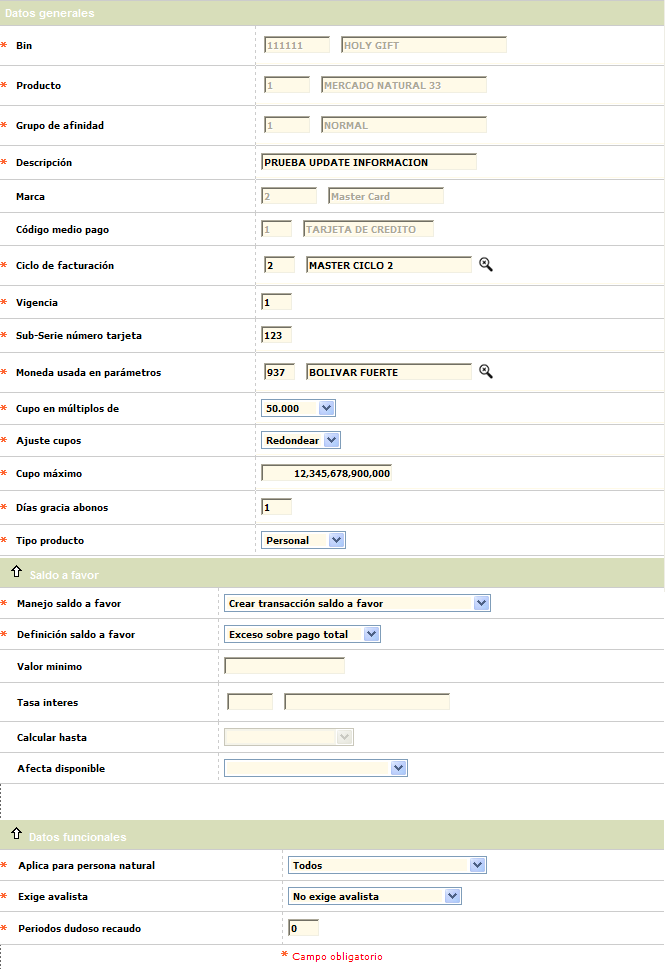 Datos generales
* Bin 111111 HOLY GIFT
* Producto 1 MERCADO NATURAL 33
* Grupo de afinidad 1 NORMAL
* Descripción PRUEBA UPDATE INFORMACION
Marca 2 Master Card
Código medio pago 1 TARJETA DE CREDITO
* Ciclo de facturación 2 MASTER CICLO 2
* Vigencia 1
* Sub-Serie número tarjeta 123
* Moneda usada en parámetros 937 BOLIVAR FUERTE
* Cupo en múltiplos de 50.000
* Ajuste cupos Redondear
* Cupo máximo 12,345,678,900,000
* Días gracia abonos 1
* Tipo producto Personal
Saldo a favor
* Manejo saldo a favor Crear transacción saldo a favor
* Definición saldo a favor Exceso sobre pago total
Valor minimo
Tasa interes
Calcular hasta
Afecta disponible
Datos funcionales
* Aplica para persona natural Todos
* Exige avalista No exige avalista
* Periodos dudoso recaudo 0
* Campo obligatorio